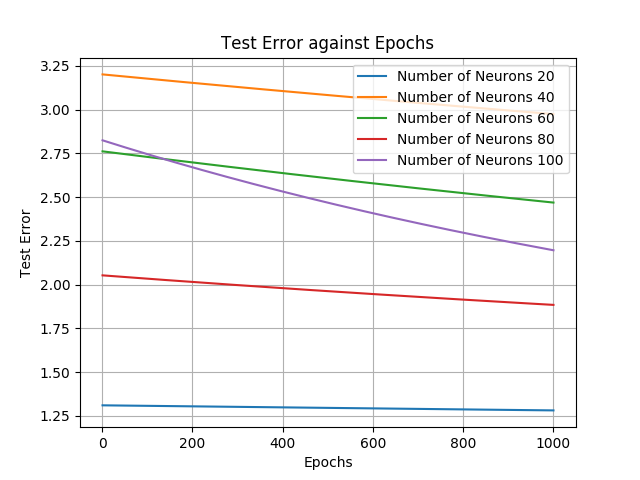 Test Error against Epochs
Number of Neurons 20
Number of Neurons 40
Number of Neurons 60
Number of Neurons 80
Number of Neurons 100
3.25
3.00
2.75
2.50
2.25
2.00
1.75
1.50
1.25
Test Error
0 200 400 600 800 1000
Epochs